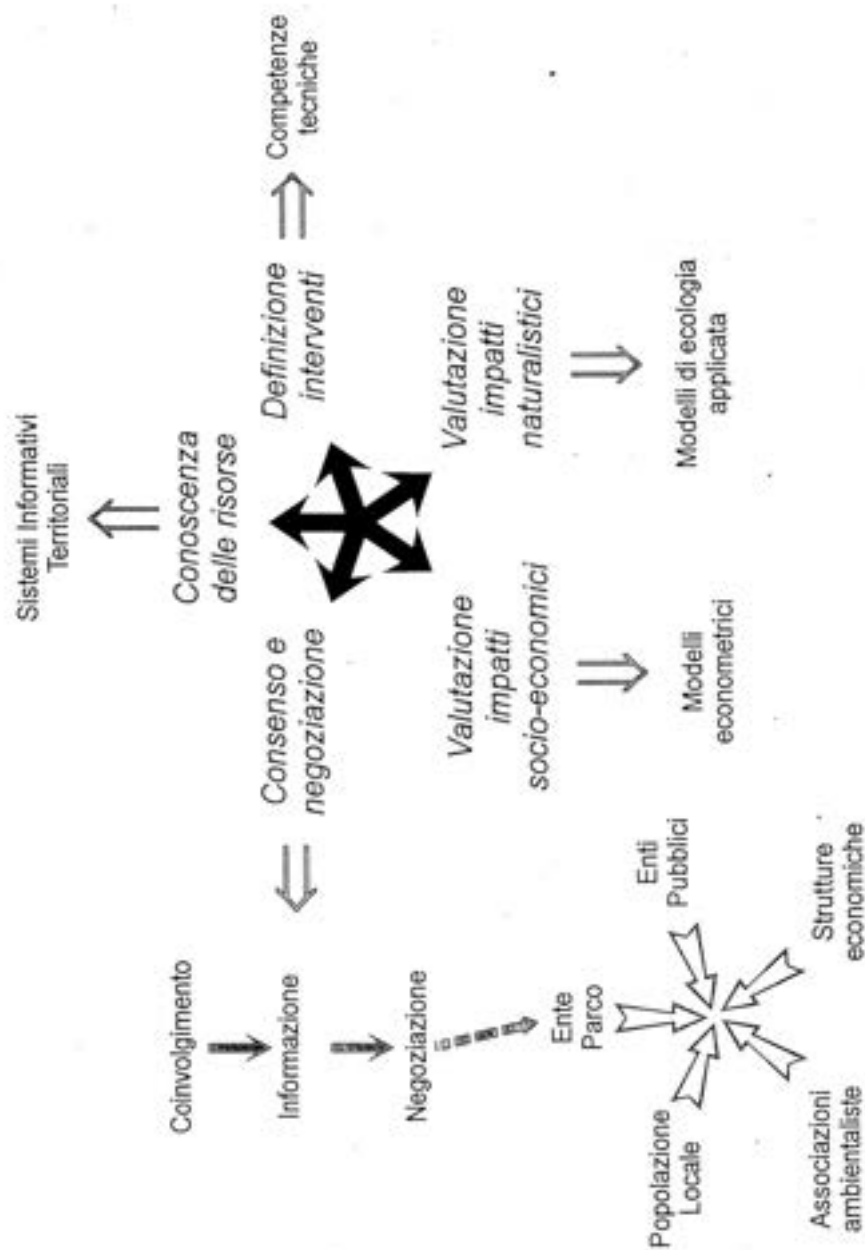 Sistemi Informativi
Territoriali
Conoscenza
delle risorse
Consenso e
negoziazione
Definizione
interventi
Competenze
tecniche
Coinvolgimento
Informazione
Negoziazione
Valutazione
impatti
socio-economici
Valutazione
impatti
naturalistici
Modelli
econometrici
Modelli di ecologia
applicata
Ente
Parco
Enti
Pubblici
Popolazione
Locale
Associazioni
ambientaliste
Strutture
economiche